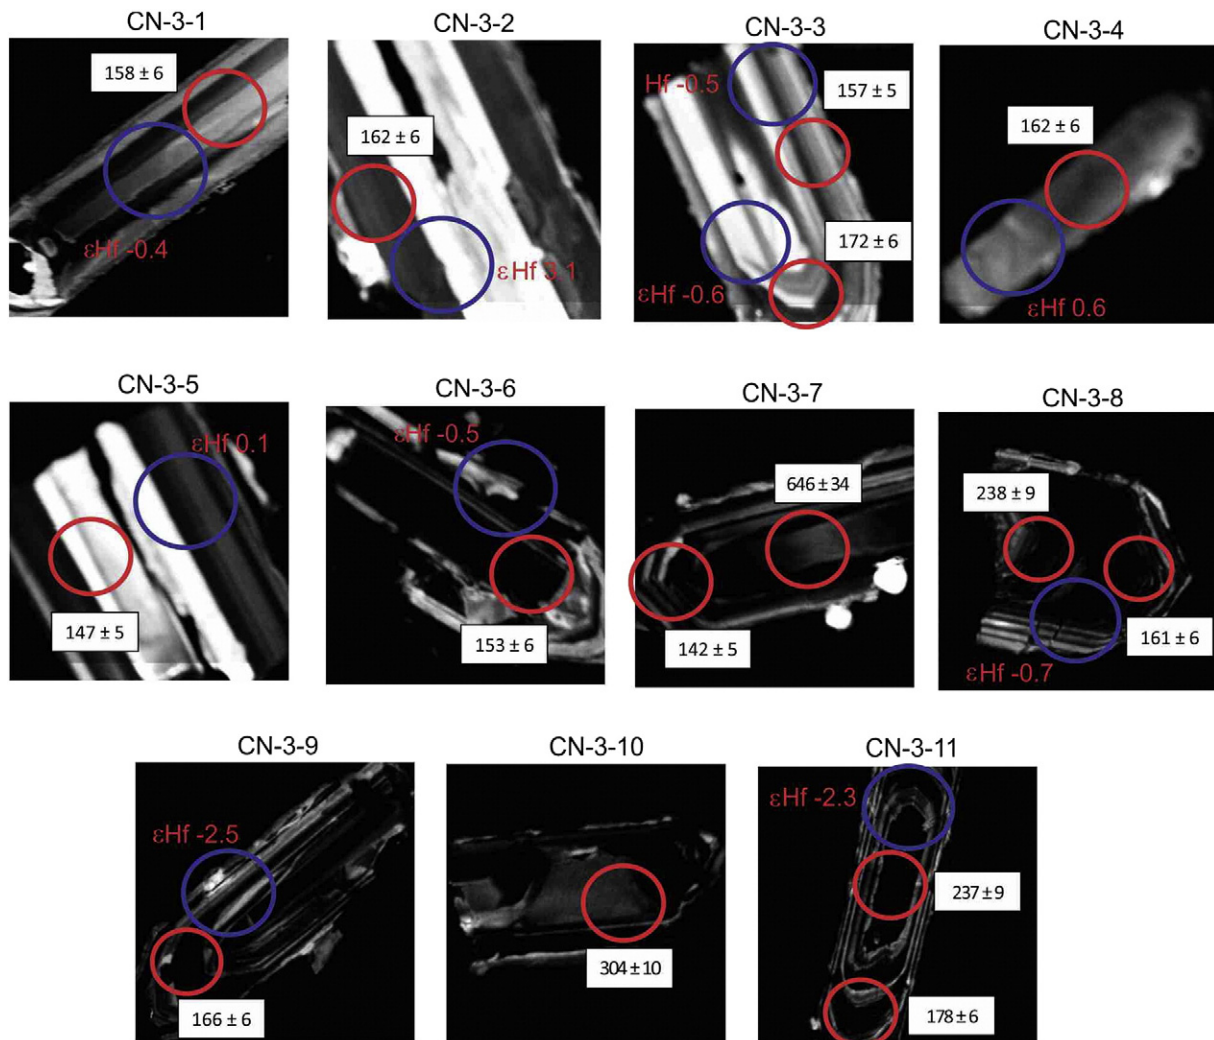 CN-3-1
CN-3-2
CN-3-3
CN-3-4
158 ± 6
εHf -0.4
162 ± 6
εHf 3.1
Hf -0.5
157 ± 5
172 ± 6
εHf -0.6
162 ± 6
εHf 0.6
CN-3-5
CN-3-6
CN-3-7
CN-3-8
εHf 0.1
147 ± 5
εHf -0.5
153 ± 6
646 ± 34
142 ± 5
238 ± 9
161 ± 6
εHf -0.7
CN-3-9
CN-3-10
CN-3-11
εHf -2.5
166 ± 6
304 ± 10
εHf -2.3
237 ± 9
178 ± 6